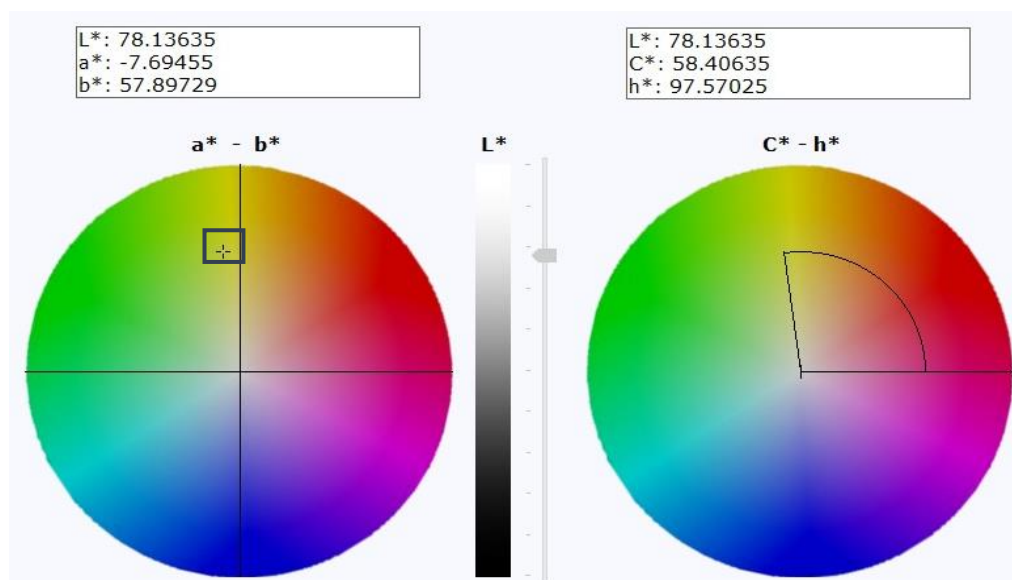 L*: 78.13635
a*: -7.69455
b*: 57.89729
L*: 78.13635
C*: 58.40635
h*: 97.57025
a* - b*
L*
C* - h*